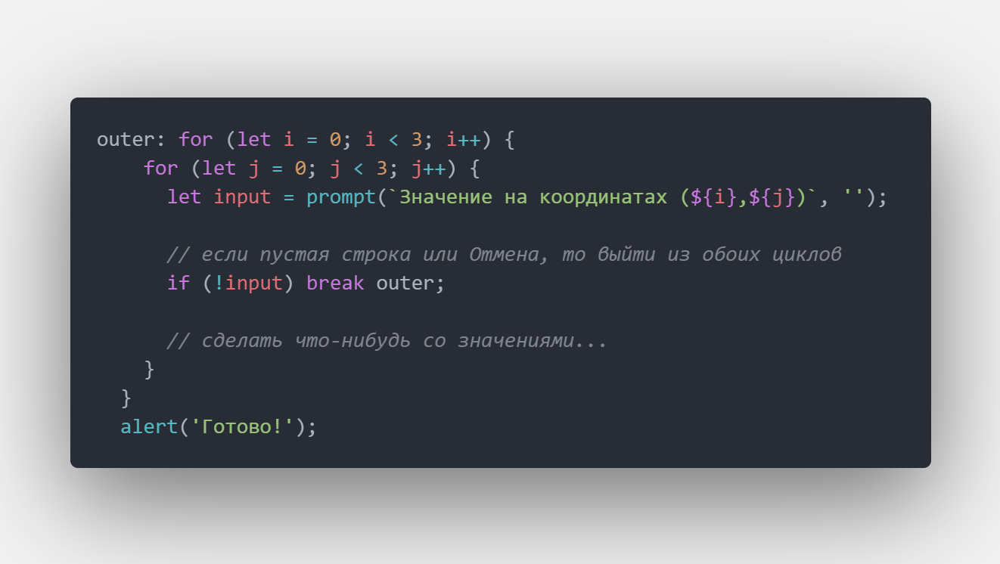 outer: for (let i = 0; i < 3; i++) {
    for (let j = 0; j < 3; j++) {
      let input = prompt(`Значение на координатах (${i},${j})`, '');

      // если пустая строка или Отмена, то выйти из обоих циклов
      if (!input) break outer;

      // сделать что-нибудь со значениями...
    }
  }
  alert('Готово!');